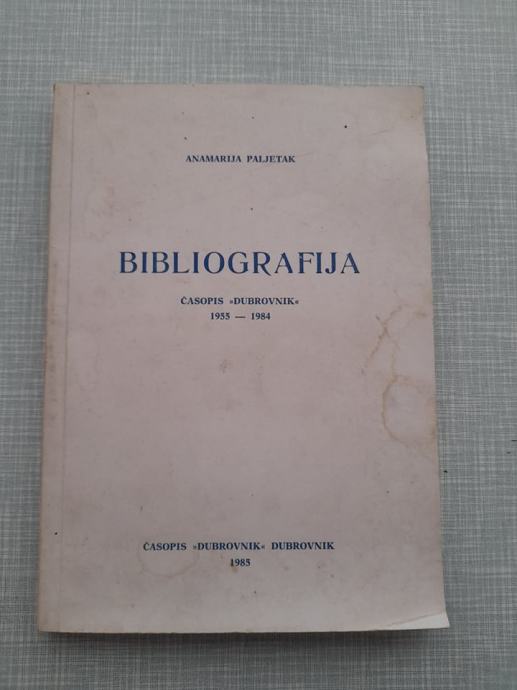 ANAMARIJA PALJETAK
BIBLIOGRAFIJA
ČASOPIS »DUBROVNIK«
1955 — 1984
ČASOPIS »DUBROVNIK« DUBROVNIK
1985